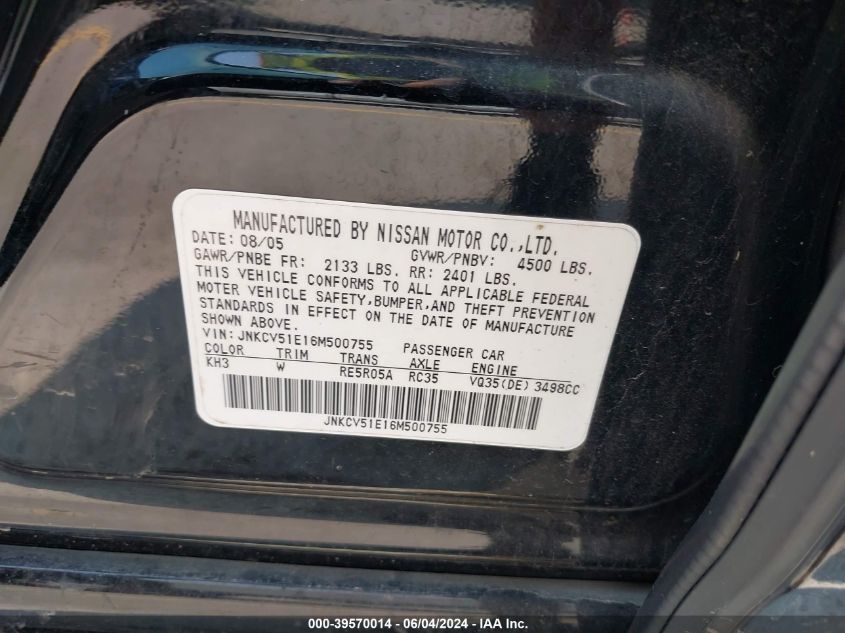 MANUFACTURED BY NISSAN MOTOR CO.,LTD.
DATE: 08/05 GVWR/PNBV: 4500 LBS.
GAWR/PNBE FR: 2133 LBS. RR: 2401 LBS.
THIS VEHICLE CONFORMS TO ALL APPLICABLE FEDERAL
MOTOR VEHICLE SAFETY,BUMPER,AND THEFT PREVENTION
STANDARDS IN EFFECT ON THE DATE OF MANUFACTURE
SHOWN ABOVE.
VIN: JNKCV51E16M500755 PASSENGER CAR
COLOR TRIM TRANS AXLE ENGINE
KH3 W RE5R05A RC35 VQ35(DE) 3498CC
JNKCV51E16M500755
000-39570014 - 06/04/2024 - IAA Inc.